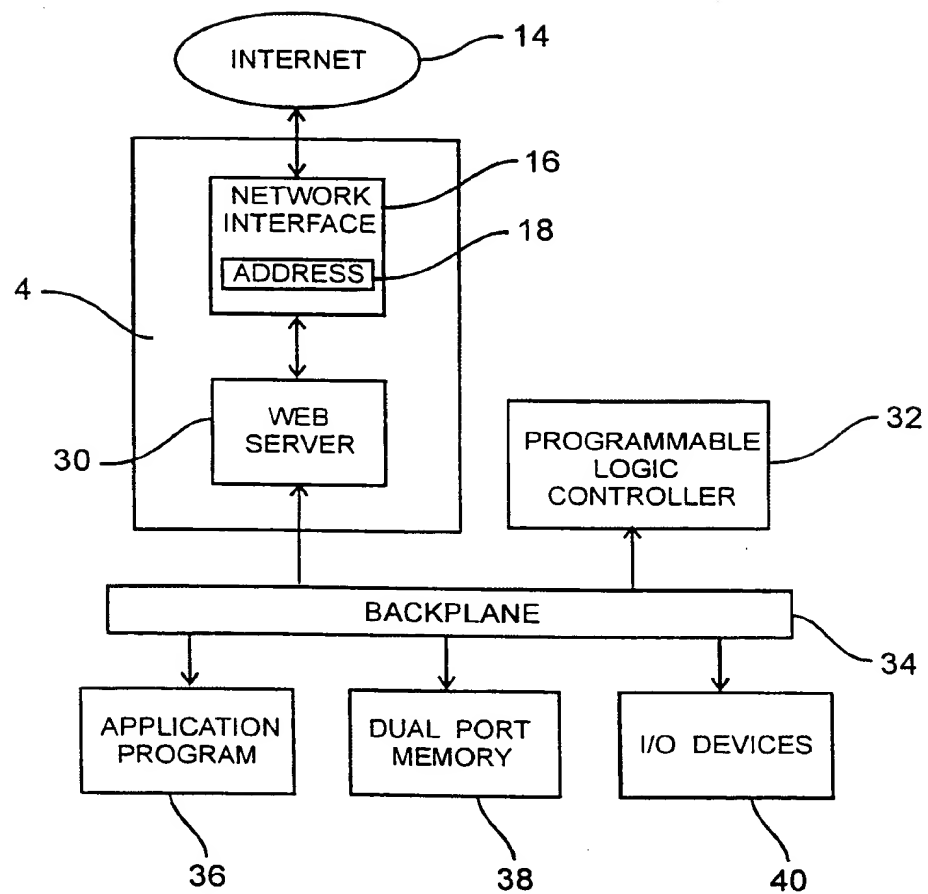 INTERNET
14
NETWORK
INTERFACE
16
ADDRESS
18
4
WEB
SERVER
30
PROGRAMMABLE
LOGIC
CONTROLLER
32
BACKPLANE
34
APPLICATION
PROGRAM
DUAL PORT
MEMORY
I/O DEVICES
36
38
40